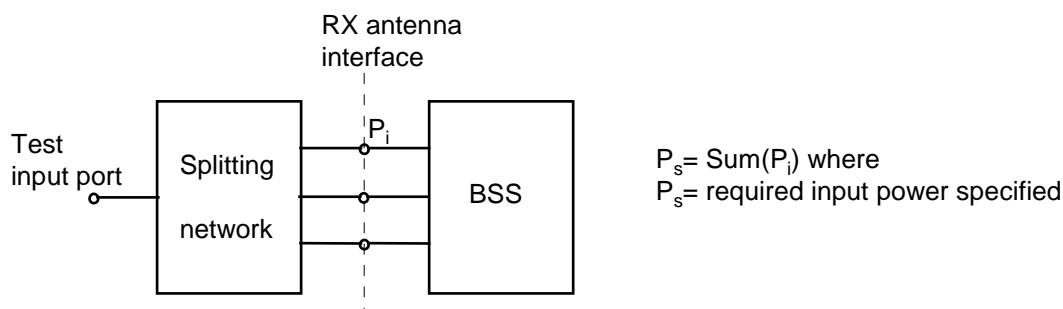 RX antenna
interface
P_i
Test
input port
Splitting
network
BSS
P_s= Sum(P_i) where
P_s= required input power specified